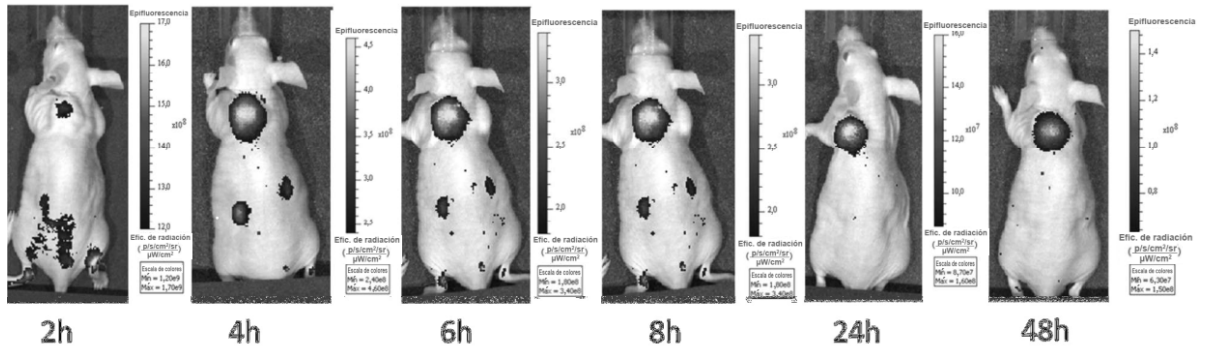 Epifluorescencia
17,0
16,0
15,0
x10⁸
14,0
13,0
12,0
Efic. de radiación
(p/s/cm²/sr
µW/cm²)
Escala de colores
Mín = 1,20e9
Máx = 1,70e9
2h
Epifluorescencia
4,5
4,0
3,5
x10⁸
3,0
2,5
Efic. de radiación
(p/s/cm²/sr
µW/cm²)
Escala de colores
Mín = 2,40e8
Máx = 4,60e8
4h
Epifluorescencia
3,0
x10⁸
2,5
2,0
Efic. de radiación
(p/s/cm²/sr
µW/cm²)
Escala de colores
Mín = 1,80e8
Máx = 3,40e8
6h
Epifluorescencia
3,0
x10⁸
2,5
2,0
Efic. de radiación
(p/s/cm²/sr
µW/cm²)
Escala de colores
Mín = 1,80e8
Máx = 3,40e8
8h
Epifluorescencia
16,0
14,0
x10⁷
12,0
10,0
Efic. de radiación
(p/s/cm²/sr
µW/cm²)
Escala de colores
Mín = 8,70e7
Máx = 1,60e8
24h
Epifluorescencia
1,4
1,2
x10⁸
1,0
0,8
Efic. de radiación
(p/s/cm²/sr
µW/cm²)
Escala de colores
Mín = 6,30e7
Máx = 1,50e8
48h